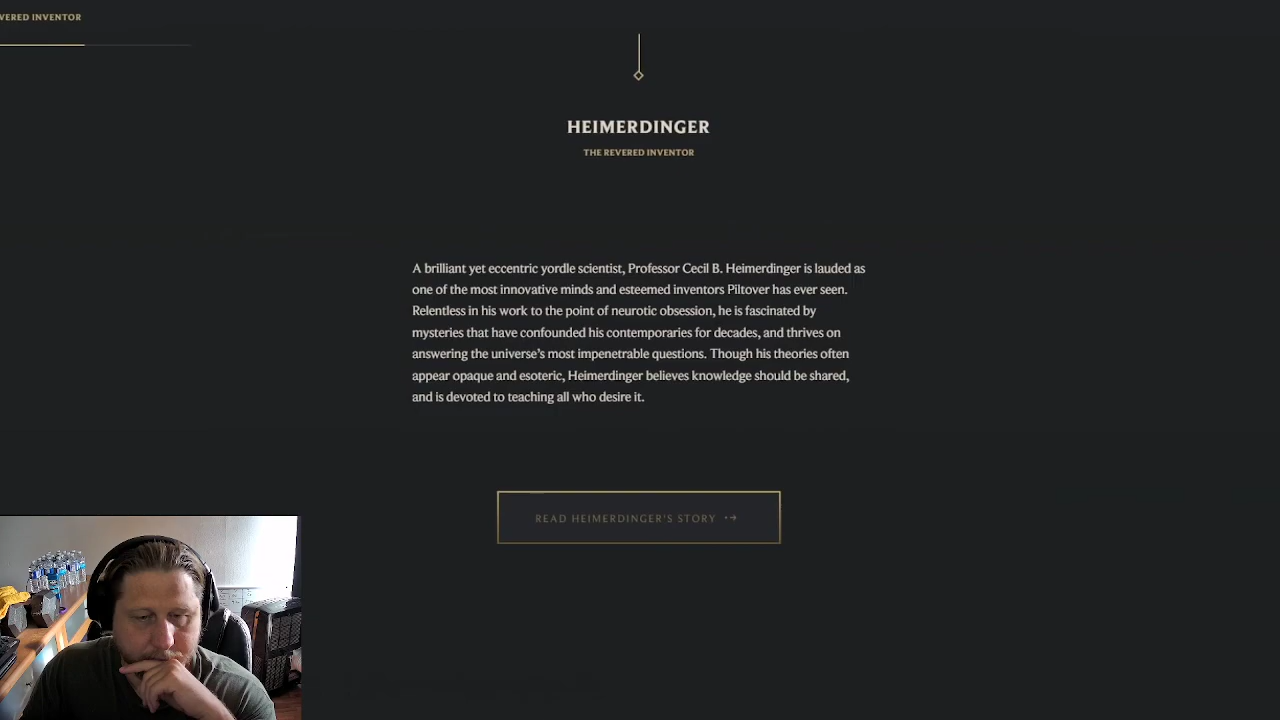 VERED INVENTOR
HEIMERDINGER
THE REVERED INVENTOR
A brilliant yet eccentric yordle scientist, Professor Cecil B. Heimerdinger is lauded as
one of the most innovative minds and esteemed inventors Piltover has ever seen.
Relentless in his work to the point of neurotic obsession, he is fascinated by
mysteries that have confounded his contemporaries for decades, and thrives on
answering the universe’s most impenetrable questions. Though his theories often
appear opaque and esoteric, Heimerdinger believes knowledge should be shared,
and is devoted to teaching all who desire it.
READ HEIMERDINGER'S STORY